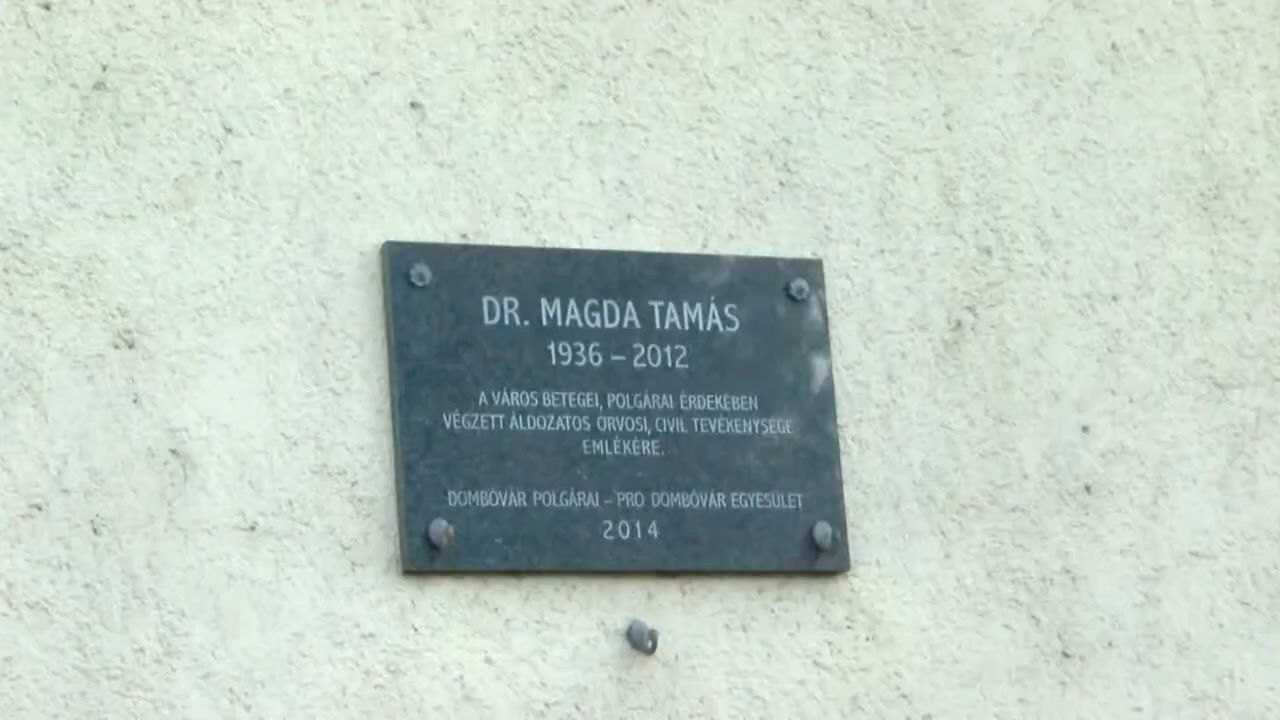 DR. MAGDA TAMÁS
1936 – 2012
A VÁROS BETEGEI, POLGÁRAI ÉRDEKÉBEN
VÉGZETT ÁLDOZATOS ORVOSI, CIVIL TEVÉKENYSÉGE
EMLÉKÉRE.
DOMBÓVÁR POLGÁRAI – PRO DOMBÓVÁR EGYESÜLET
2014